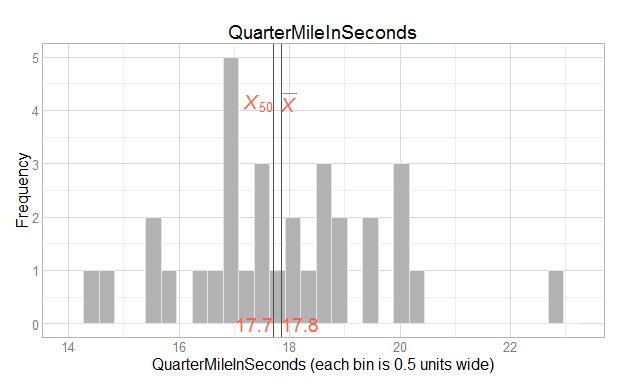 QuarterMileInSeconds
5
4
3
2
1
0
Frequency
X50
X̅
17.7
17.8
14
16
18
20
22
QuarterMileInSeconds (each bin is 0.5 units wide)